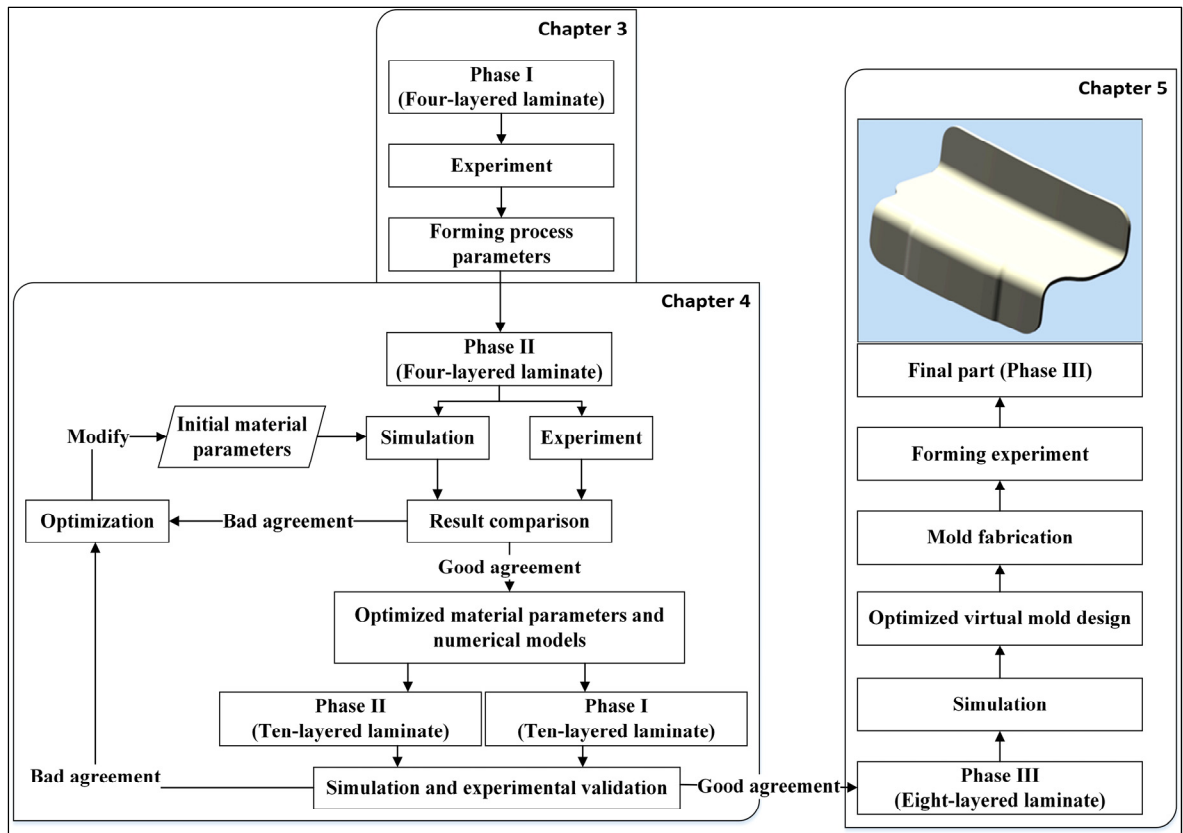 Chapter 3
Phase I
(Four-layered laminate)
Experiment
Forming process
parameters
Chapter 4
Phase II
(Four-layered laminate)
Modify
Initial material
parameters
Simulation
Experiment
Optimization
Bad agreement
Result comparison
Good agreement
Optimized material parameters and
numerical models
Phase II
(Ten-layered laminate)
Phase I
(Ten-layered laminate)
Bad agreement
Simulation and experimental validation
Good agreement
Chapter 5
Final part (Phase III)
Forming experiment
Mold fabrication
Optimized virtual mold design
Simulation
Phase III
(Eight-layered laminate)